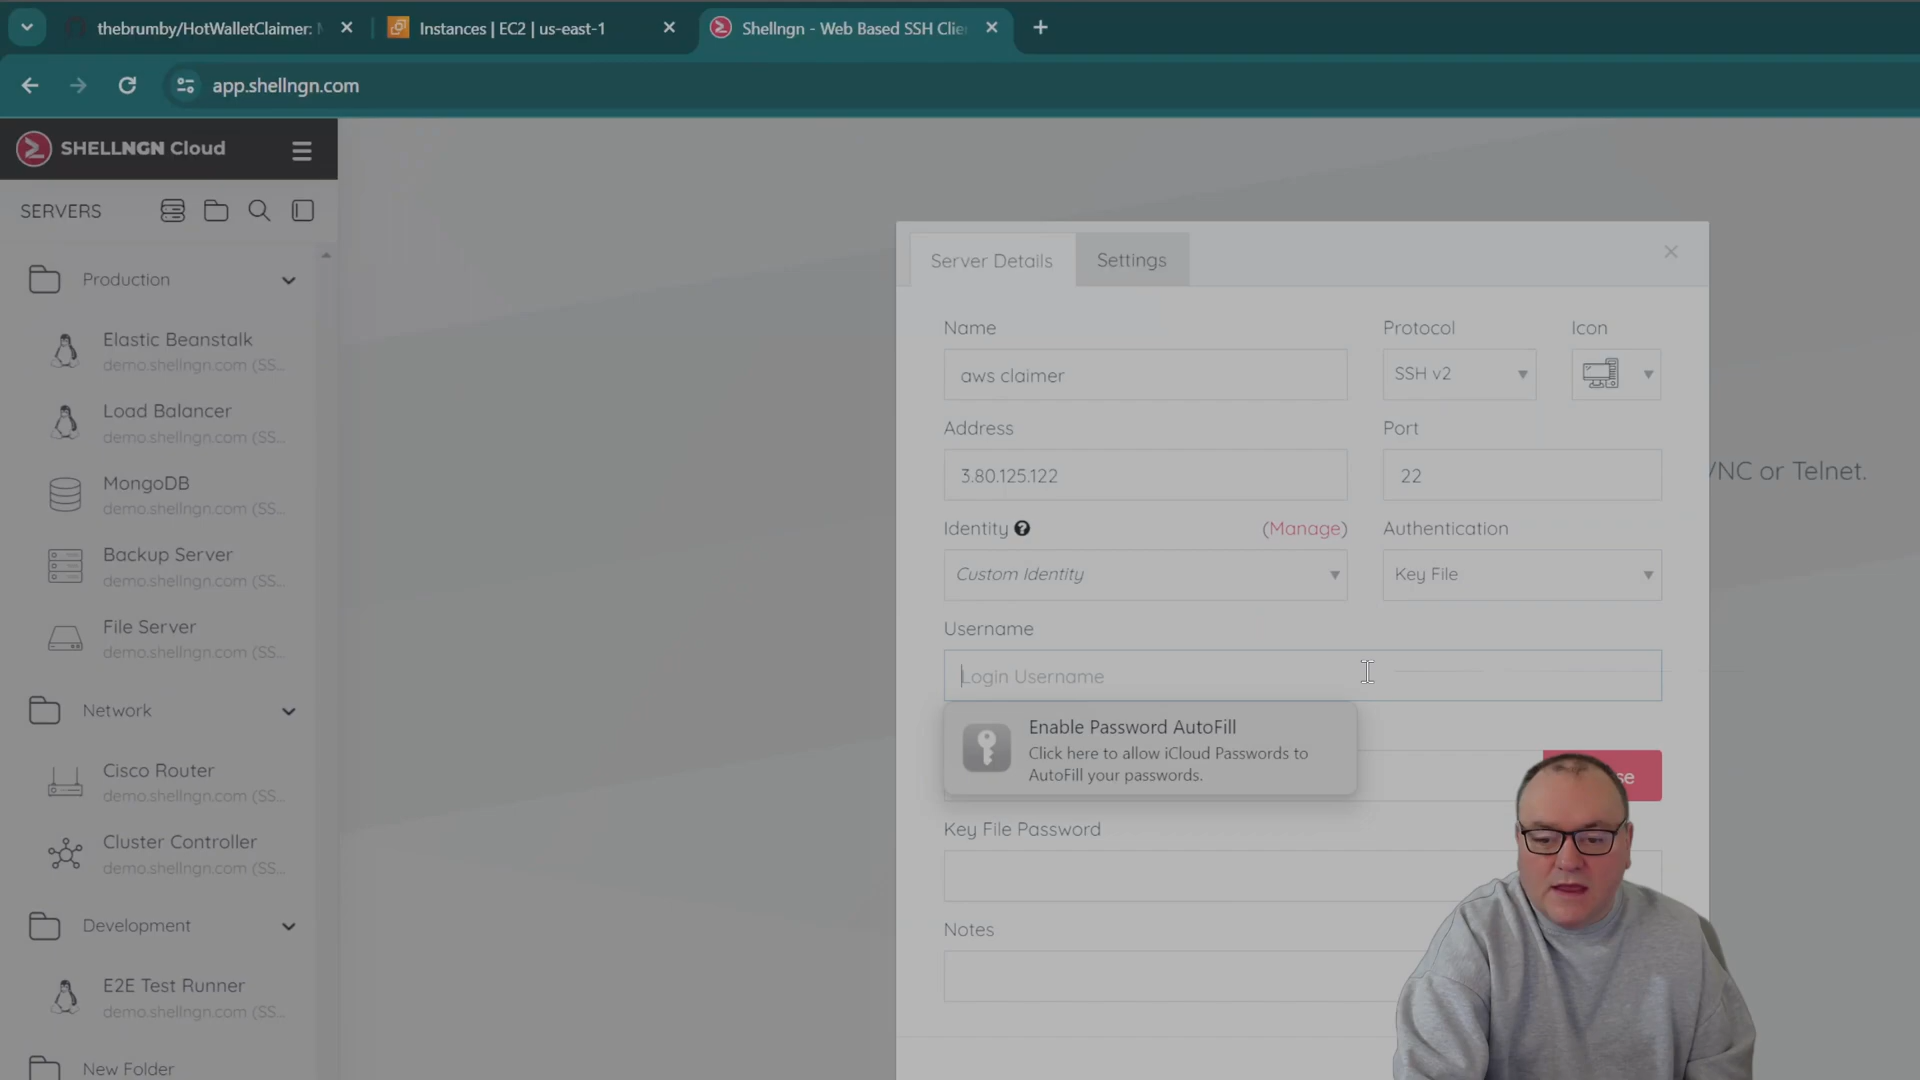 thebrumby/HotWalletClaimer:
Instances | EC2 | us-east-1
Shellngn - Web Based SSH Clie
app.shellngn.com
SHELLNGN Cloud
SERVERS
Production
Elastic Beanstalk
demo.shellngn.com (SS...
Load Balancer
demo.shellngn.com (SS...
MongoDB
demo.shellngn.com (SS...
Backup Server
demo.shellngn.com (SS...
File Server
demo.shellngn.com (SS...
Network
Cisco Router
demo.shellngn.com (SS...
Cluster Controller
demo.shellngn.com (SS...
Development
E2E Test Runner
demo.shellngn.com (SS...
New Folder
Server Details
Settings
Name
Protocol
Icon
aws claimer
SSH v2
Address
Port
3.80.125.122
22
VNC or Telnet.
Identity
(Manage)
Authentication
Custom Identity
Key File
Username
Login Username
Enable Password AutoFill
Click here to allow iCloud Passwords to
AutoFill your passwords.
se
Key File Password
Notes